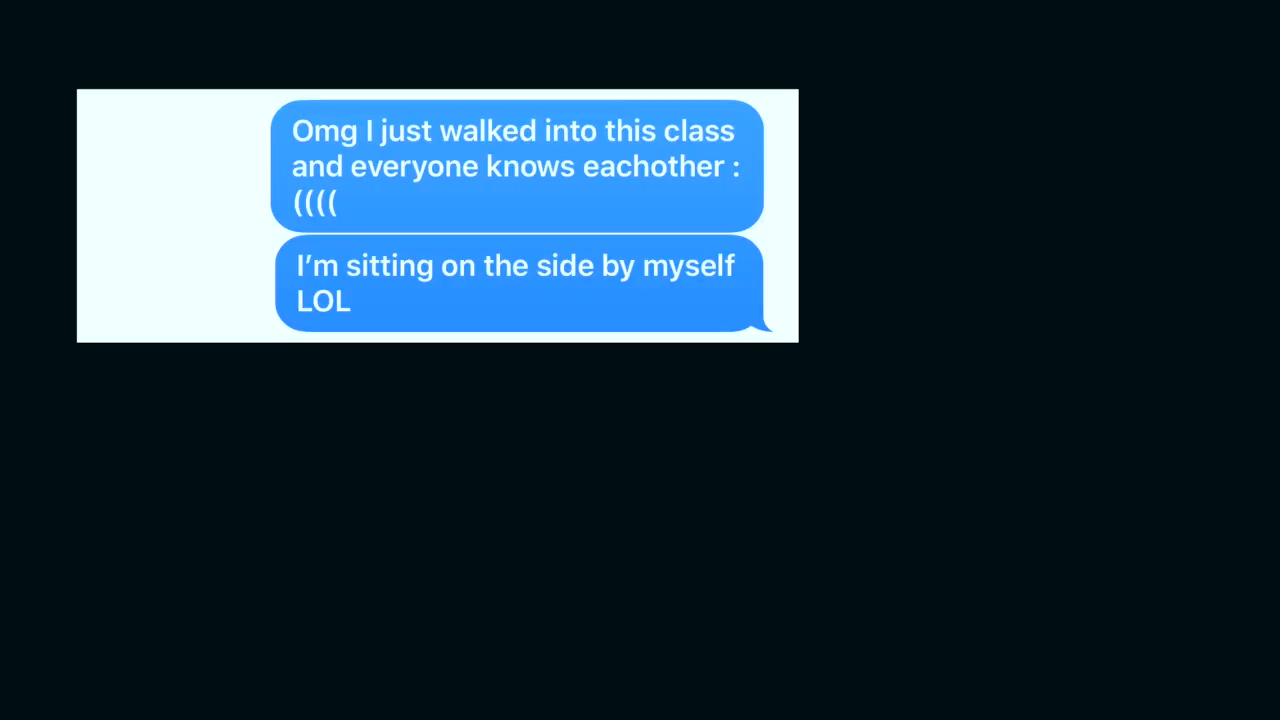 Omg I just walked into this class
and everyone knows eachother :
((((
I’m sitting on the side by myself
LOL